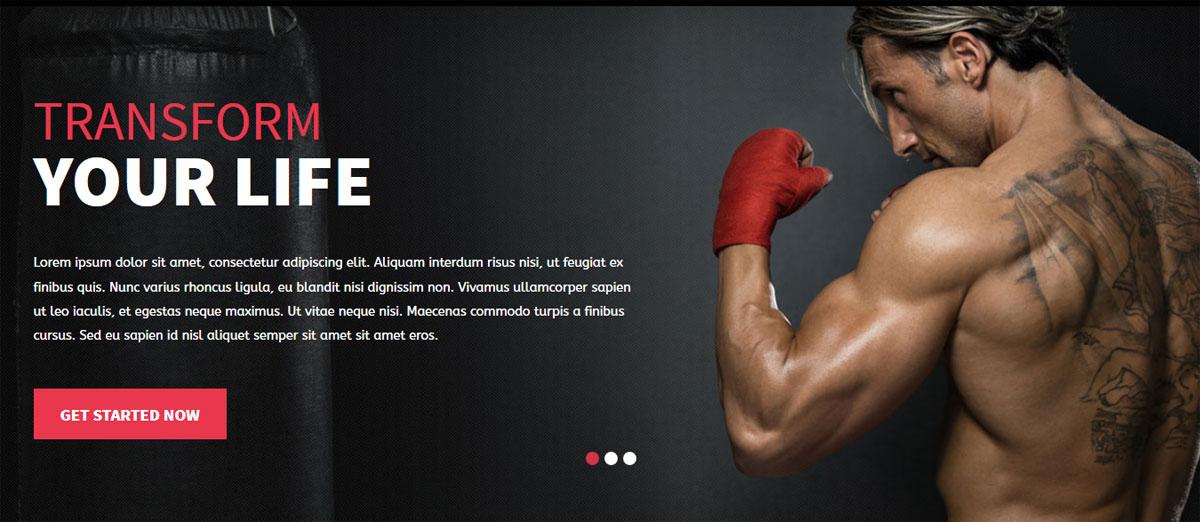 TRANSFORM
YOUR LIFE
Lorem ipsum dolor sit amet, consectetur adipiscing elit. Aliquam interdum risus nisi, ut feugiat ex
finibus quis. Nunc varius rhoncus ligula, eu blandit nisi dignissim non. Vivamus ullamcorper sapien
ut leo iaculis, et egestas neque maximus. Ut vitae neque nisi. Maecenas commodo turpis a finibus
cursus. Sed eu sapien id nisl aliquet semper sit amet sit amet eros.
GET STARTED NOW